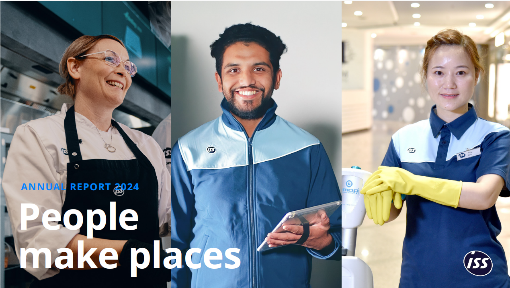 ANNUAL REPORT 2024
People
make places
ISS